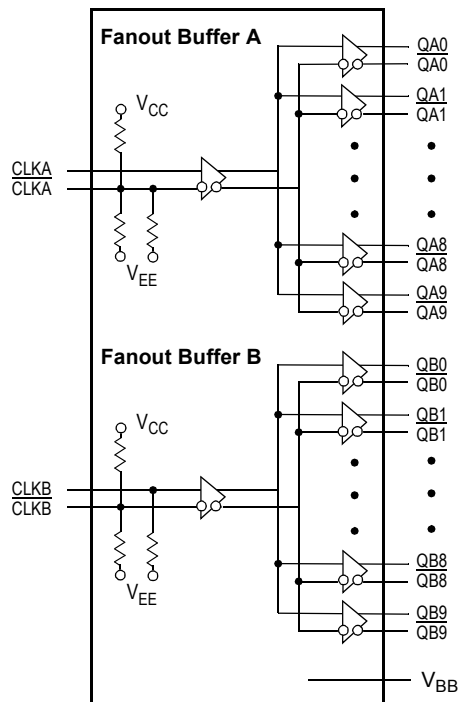 Fanout Buffer A
VCC
CLKA
CLKA
VEE
QA0
QA0
QA1
QA1
QA8
QA8
QA9
QA9
Fanout Buffer B
VCC
CLKB
CLKB
VEE
QB0
QB0
QB1
QB1
QB8
QB8
QB9
QB9
VBB